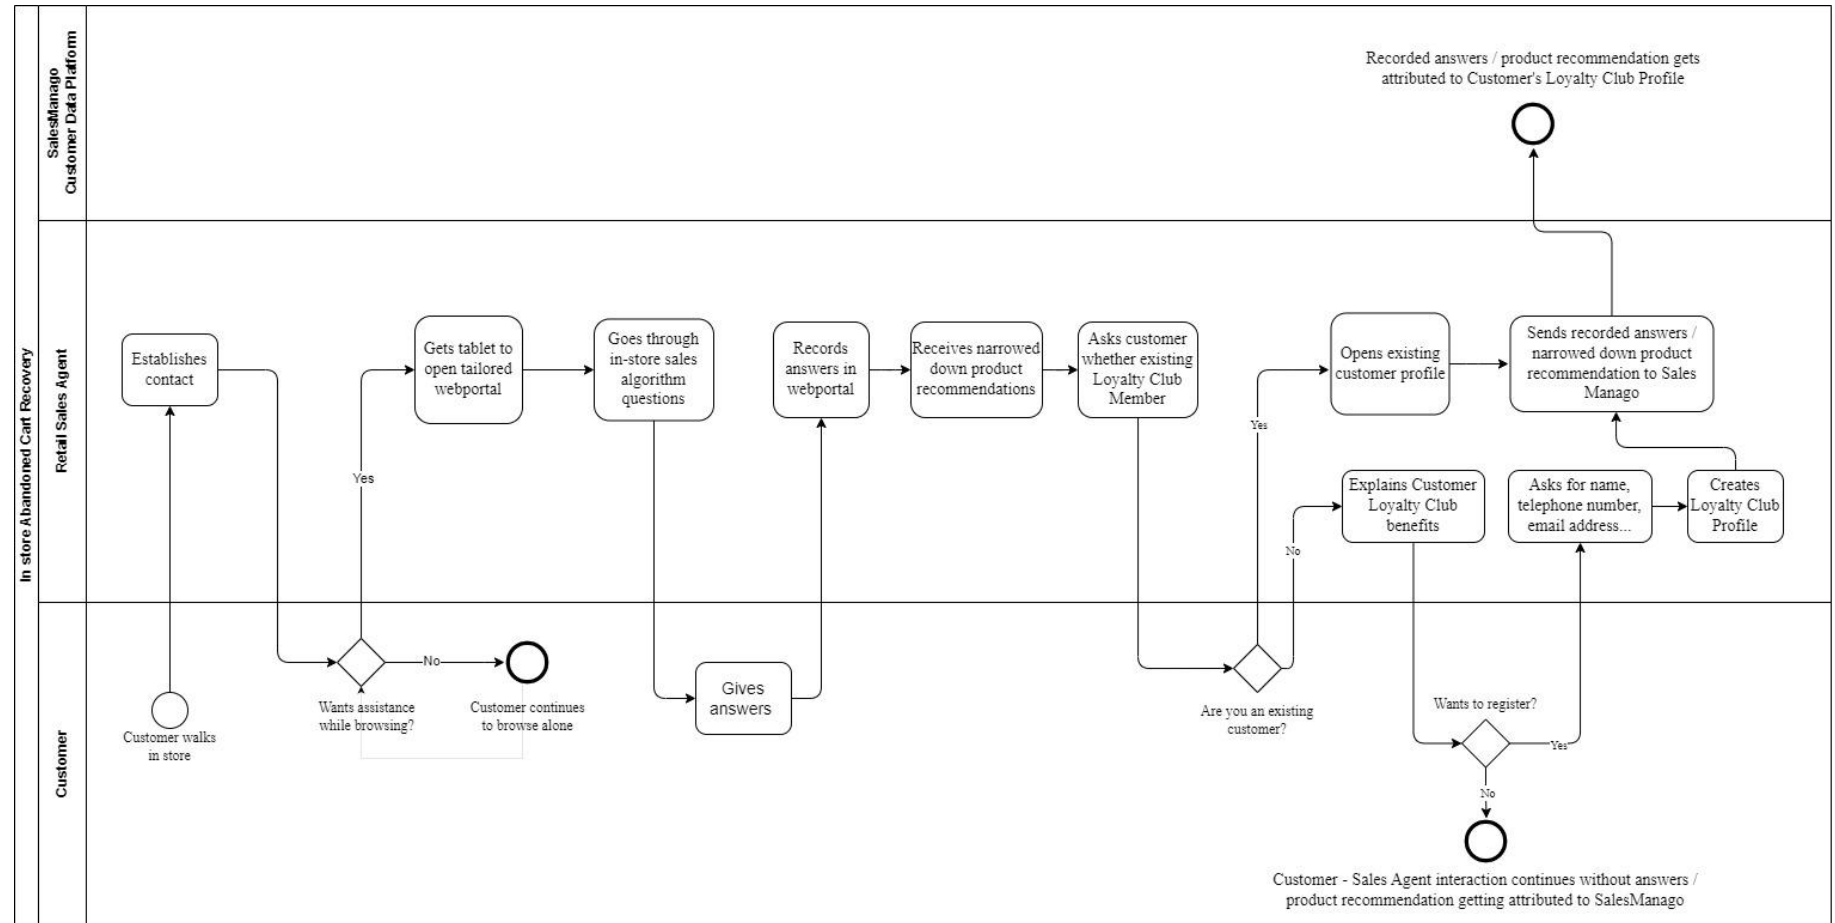 In store Abandoned Cart Recovery
SalesManago
Customer Data Platform
Recorded answers / product recommendation gets
attributed to Customer's Loyalty Club Profile
Retail Sales Agent
Establishes
contact
Gets tablet to
open tailored
webportal
Goes through
in-store sales
algorithm
questions
Records
answers in
webportal
Receives narrowed
down product
recommendations
Asks customer
whether existing
Loyalty Club
Member
Opens existing
customer profile
Sends recorded answers /
narrowed down product
recommendation to Sales
Manago
Yes
Yes
Explains Customer
Loyalty Club
benefits
Asks for name,
telephone number,
email address...
Creates
Loyalty Club
Profile
No
Customer
Customer walks
in store
No
Wants assistance
while browsing?
Customer continues
to browse alone
Gives
answers
Are you an existing
customer?
Wants to register?
Yes
No
Customer - Sales Agent interaction continues without answers /
product recommendation getting attributed to SalesManago